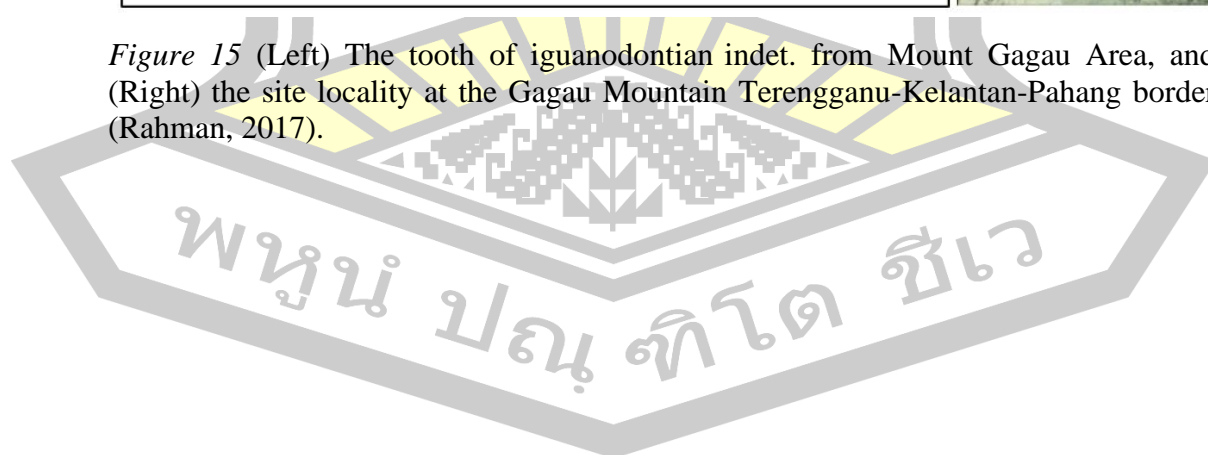 Figure 15 (Left) The tooth of iguanodontian indet. from Mount Gagau Area, and
(Right) the site locality at the Gagau Mountain Terengganu-Kelantan-Pahang border
(Rahman, 2017).
พหูนํ ปณฺฑิโต ชีเว